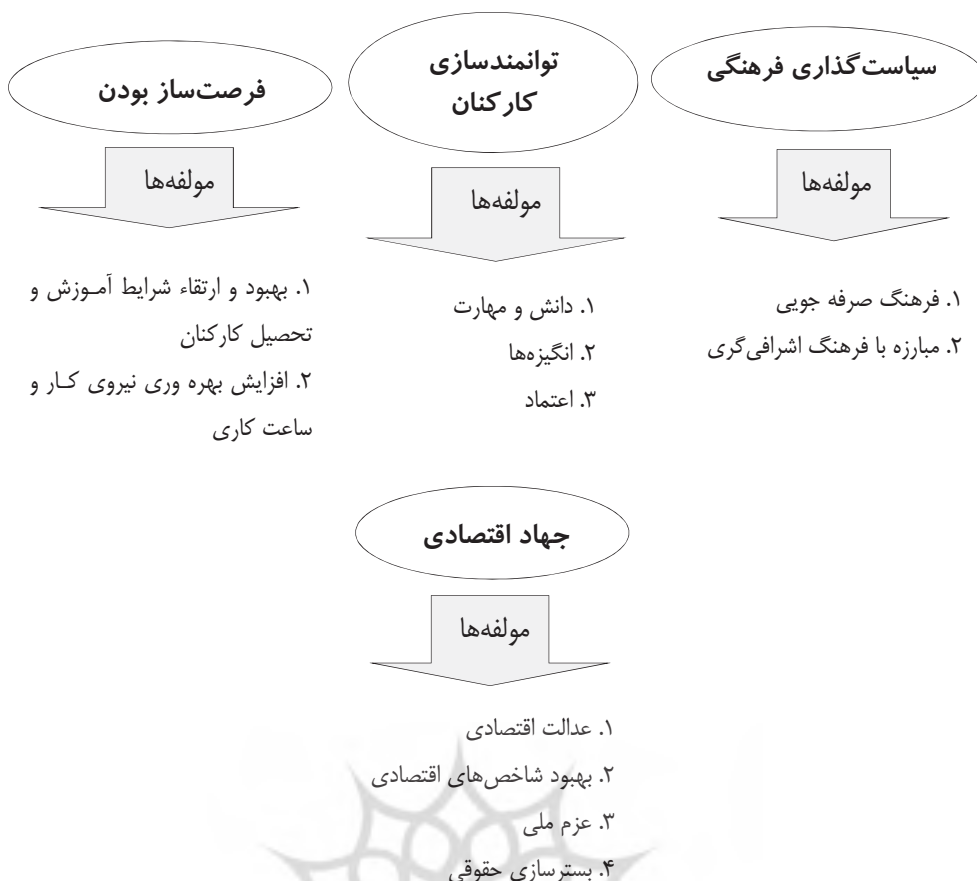 سیاست‌گذاری فرهنگی
مولفه‌ها
۱. فرهنگ صرفه جویی
۲. مبارزه با فرهنگ اشرافی‌گری
توانمندسازی
کارکنان
مولفه‌ها
۱. دانش و مهارت
۲. انگیزه‌ها
۳. اعتماد
فرصت‌ساز بودن
مولفه‌ها
۱. بهبود و ارتقاء شرایط آمـوزش و
تحصیل کارکنان
۲. افزایش بهره وری نیروی کـار و
ساعت کاری
جهاد اقتصادی
مولفه‌ها
۱. عدالت اقتصادی
۲. بهبود شاخص‌های اقتصادی
۳. عزم ملی
۴. بسترسازی حقوقی